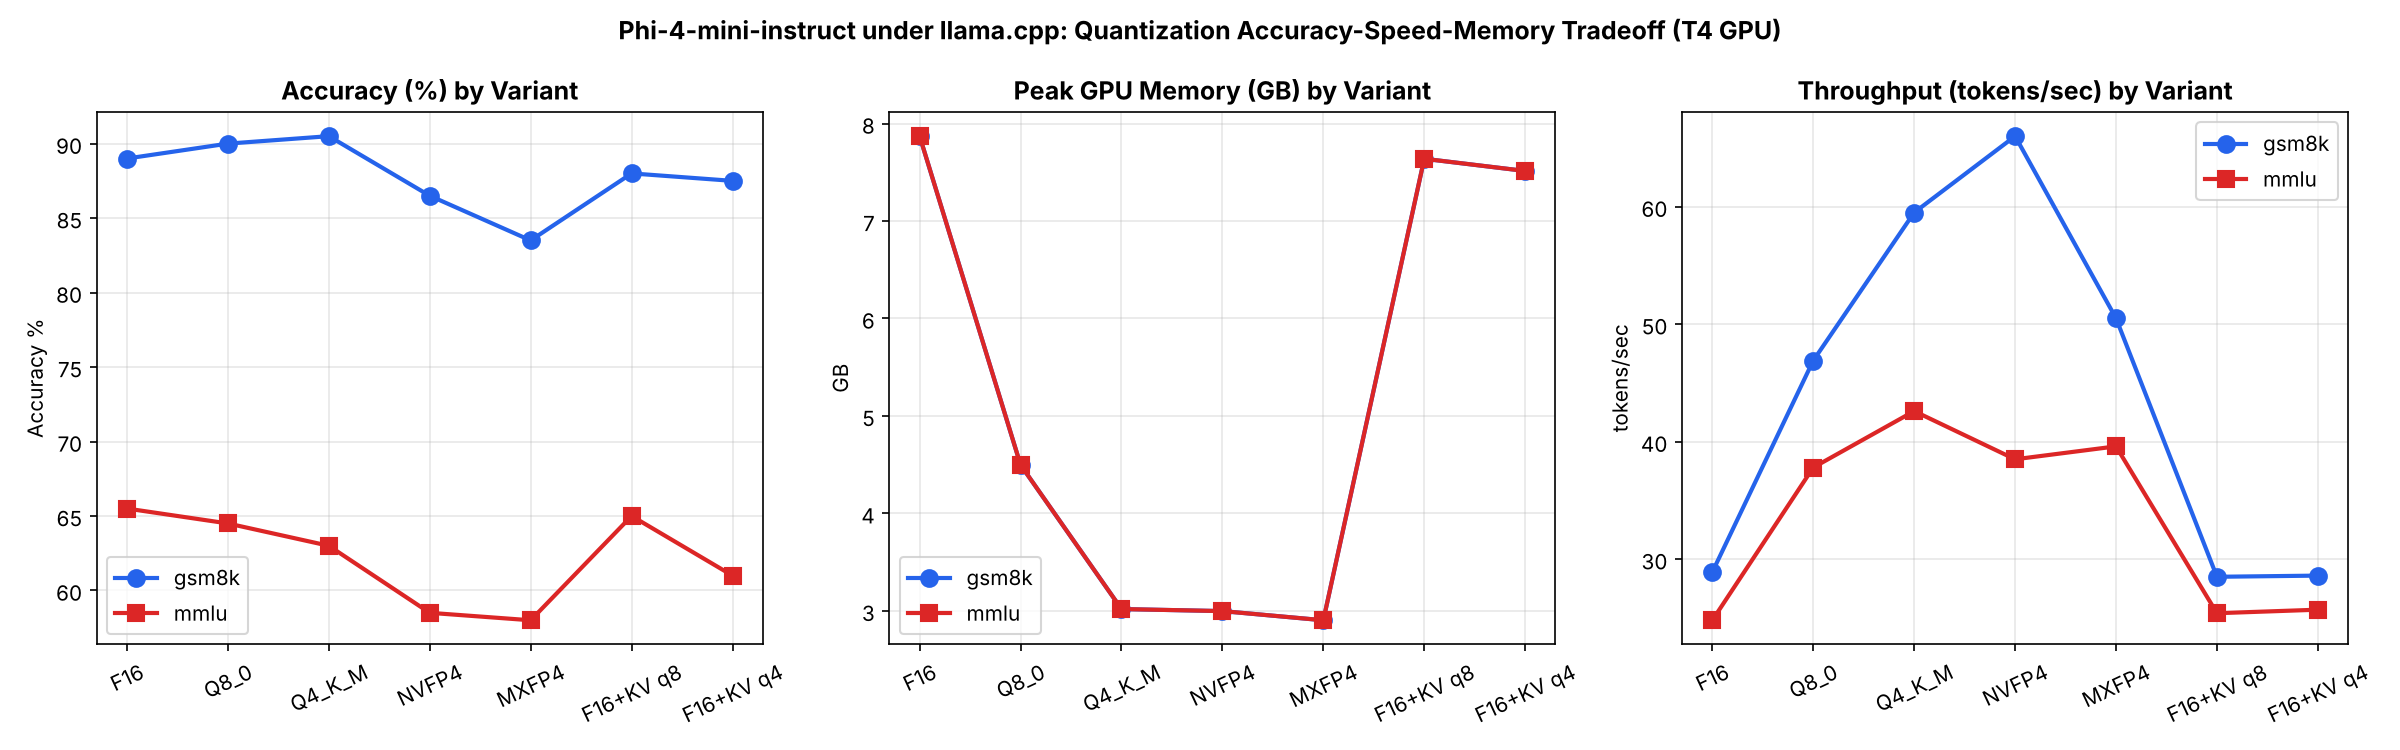 Phi-4-mini-instruct under llama.cpp: Quantization Accuracy-Speed-Memory Tradeoff (T4 GPU)
Accuracy (%) by Variant
Accuracy %
90
85
80
75
70
65
60
gsm8k
mmlu
F16
Q8_0
Q4_K_M
NVFP4
MXFP4
F16+KV q8
F16+KV q4
Peak GPU Memory (GB) by Variant
GB
8
7
6
5
4
3
gsm8k
mmlu
F16
Q8_0
Q4_K_M
NVFP4
MXFP4
F16+KV q8
F16+KV q4
Throughput (tokens/sec) by Variant
tokens/sec
60
50
40
30
gsm8k
mmlu
F16
Q8_0
Q4_K_M
NVFP4
MXFP4
F16+KV q8
F16+KV q4